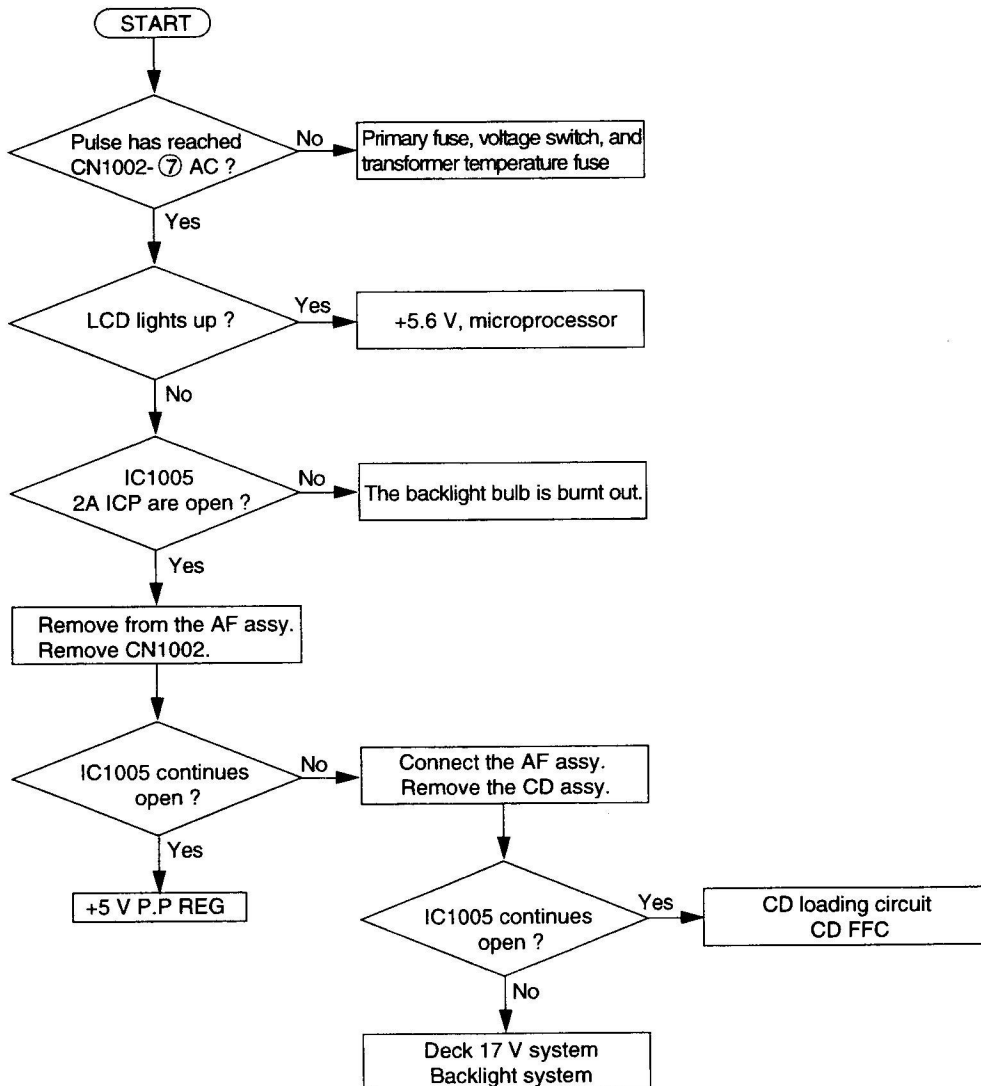 START
Pulse has reached
CN1002- ⑦ AC ?
No
Primary fuse, voltage switch, and
transformer temperature fuse
Yes
LCD lights up ?
Yes
+5.6 V, microprocessor
No
IC1005
2A ICP are open ?
No
The backlight bulb is burnt out.
Yes
Remove from the AF assy.
Remove CN1002.
IC1005 continues
open ?
No
Connect the AF assy.
Remove the CD assy.
Yes
+5 V P.P REG
IC1005 continues
open ?
Yes
CD loading circuit
CD FFC
No
Deck 17 V system
Backlight system